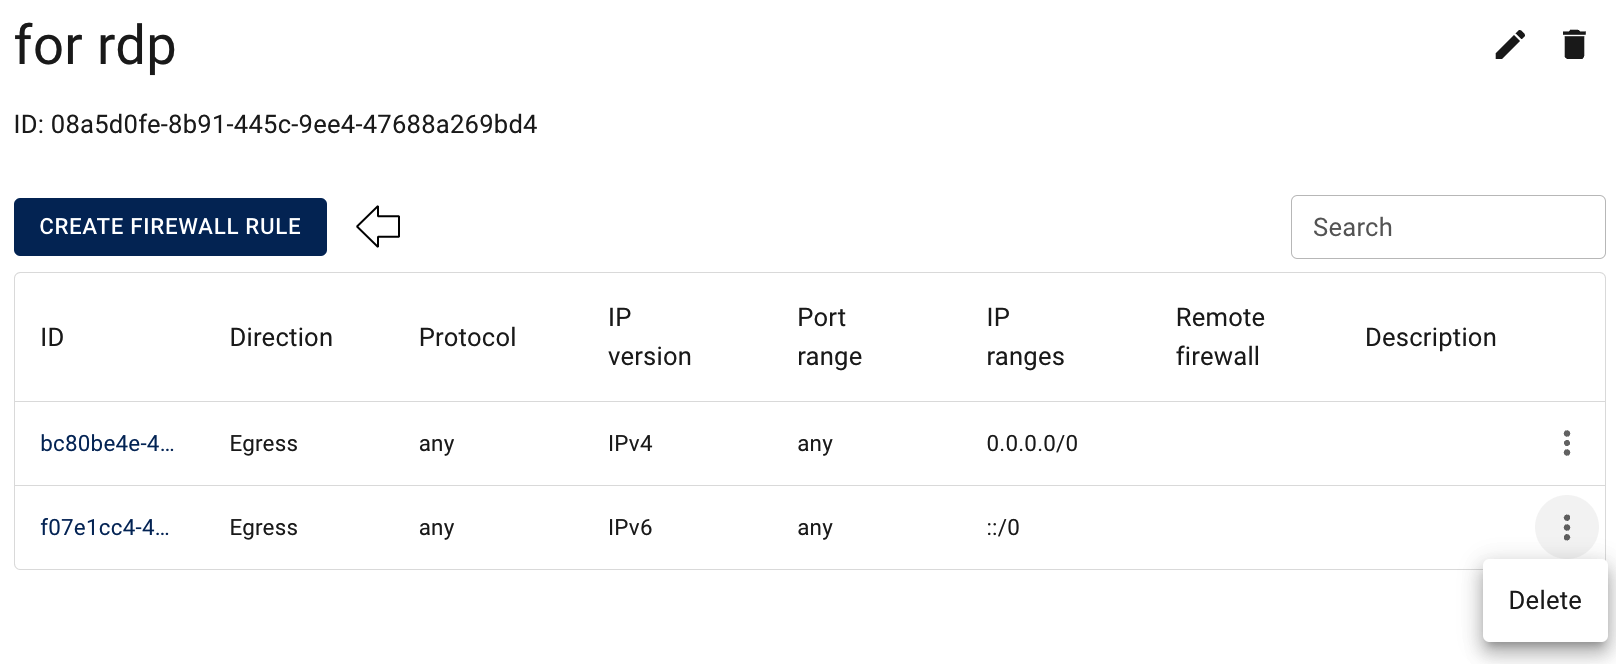 for rdp
ID: 08a5d0fe-8b91-445c-9ee4-47688a269bd4
CREATE FIREWALL RULE
Search
ID Direction Protocol IP version Port range IP ranges Remote firewall Description
bc80be4e-4... Egress any IPv4 any 0.0.0.0/0
f07e1cc4-4... Egress any IPv6 any ::/0
Delete